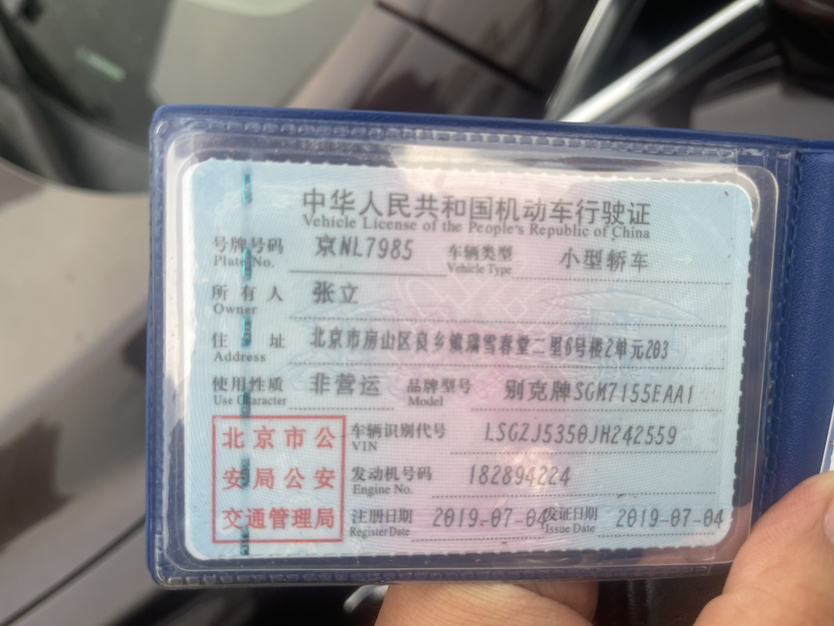 中华人民共和国机动车行驶证
Vehicle License of the People's Republic of China
号牌号码 京NL7985 车辆类型 小型轿车
Plate No. Vehicle Type
所有人 张立
Owner
住址 北京市房山区良乡镇瑞雪春堂二里6号楼2单元203
Address
使用性质 非营运 品牌型号 别克牌SGM7155EAA1
Use Character Model
北京市公 车辆识别代号 LSGZJ5350JH242559
VIN
安局公安 发动机号码 182894224
Engine No.
交通管理局 注册日期 2019-07-04 发证日期 2019-07-04
Register Date Issue Date